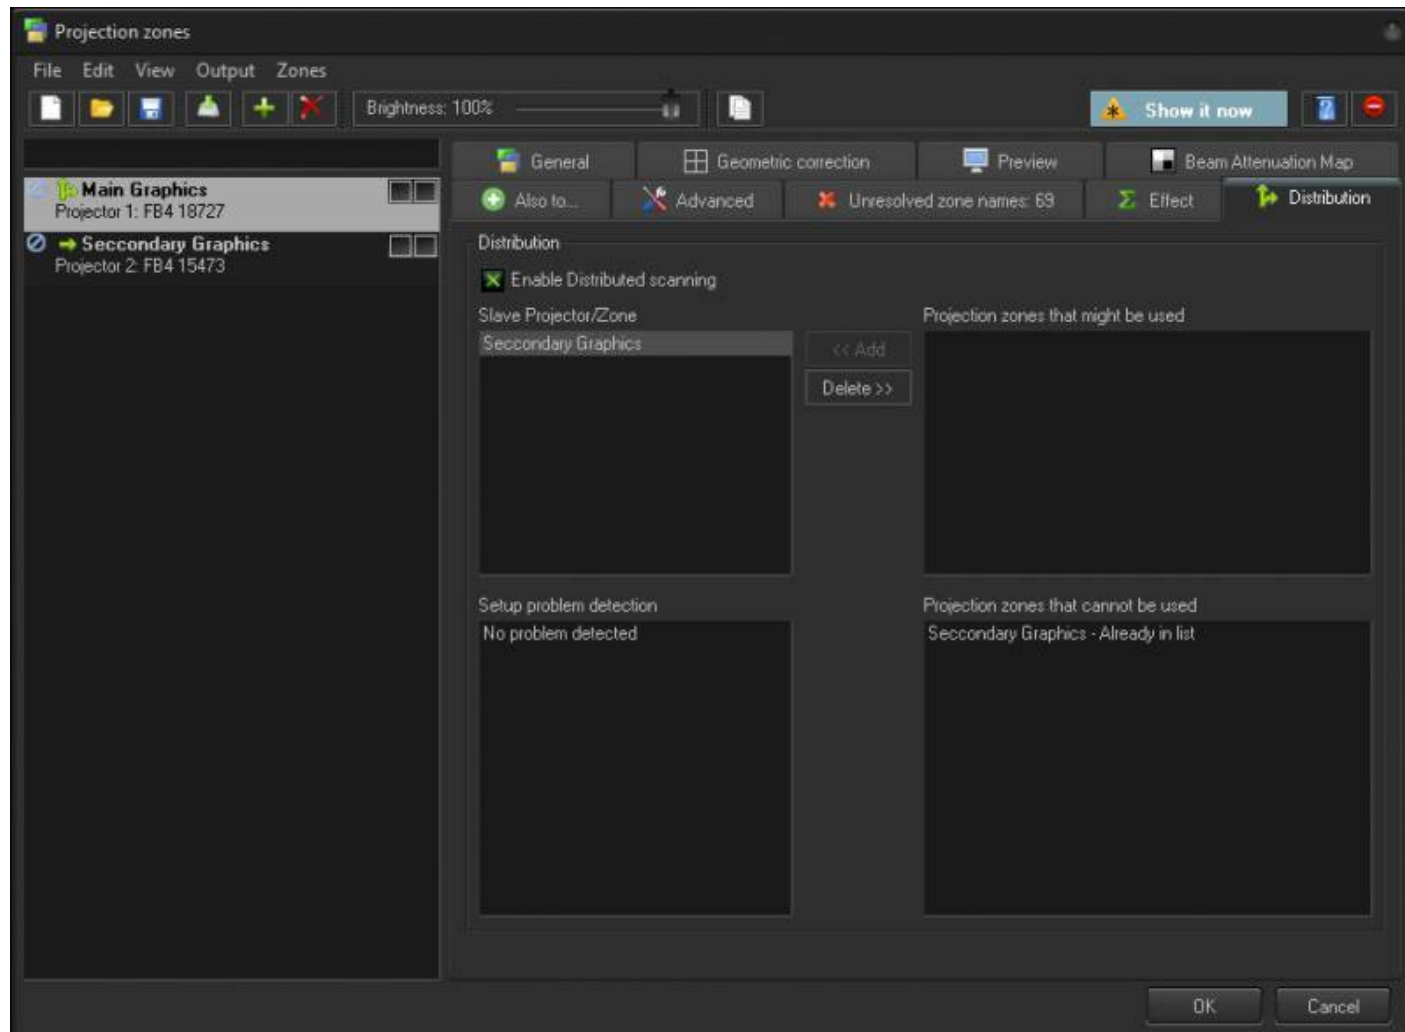 Projection zones
File Edit View Output Zones
Brightness: 100%
Show it now
General
Geometric correction
Preview
Beam Attenuation Map
Also to...
Advanced
Unresolved zone names: 69
Effect
Distribution
Main Graphics
Projector 1: FB4 18727
Seccondary Graphics
Projector 2: FB4 15473
Distribution
Enable Distributed scanning
Slave Projector/Zone
Seccondary Graphics
<< Add
Delete >>
Projection zones that might be used
Setup problem detection
No problem detected
Projection zones that cannot be used
Seccondary Graphics - Already in list
OK
Cancel